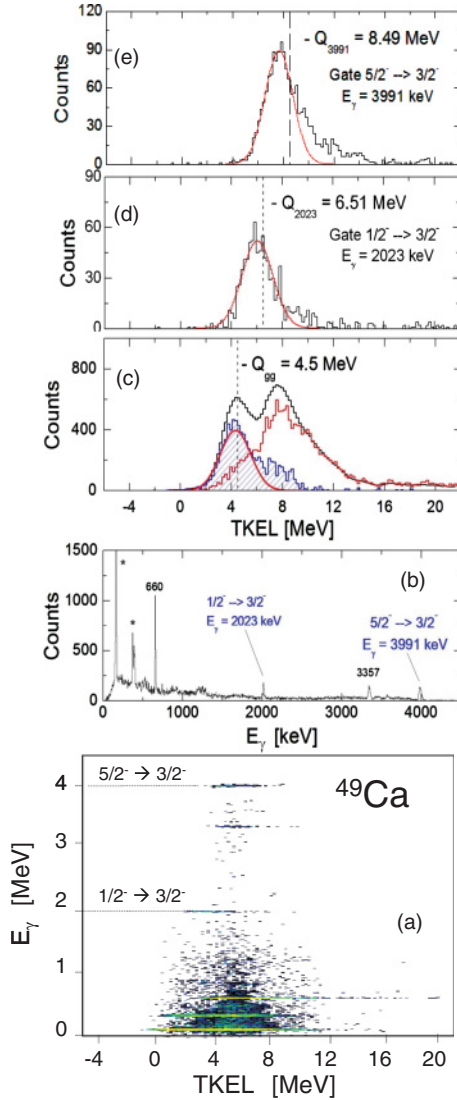 120
90
60
30
0
Counts
(e)
- Q3991 = 8.49 MeV
Gate 5/2⁻ --> 3/2⁻
Eγ = 3991 keV
90
60
30
0
Counts
(d)
- Q2023 = 6.51 MeV
Gate 1/2⁻ --> 3/2⁻
Eγ = 2023 keV
800
400
0
Counts
(c)
- Qgg = 4.5 MeV
-4 0 4 8 12 16 20
TKEL [MeV]
1500
1000
500
0
Counts
(b)
*
*
660
1/2⁻ --> 3/2⁻
Eγ = 2023 keV
5/2⁻ --> 3/2⁻
Eγ = 3991 keV
3357
0 1000 2000 3000 4000
Eγ [keV]
5/2⁻ → 3/2⁻
⁴⁹Ca
1/2⁻ → 3/2⁻
(a)
4
3
2
1
0
Eγ [MeV]
-4 0 4 8 12 16 20
TKEL [MeV]